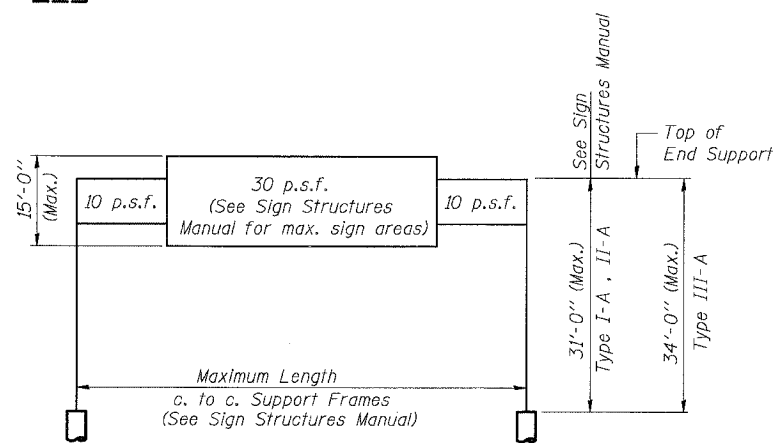 See Sign
Structures Manual
Top of
End Support
15'-0"
(Max.)
10 p.s.f.
30 p.s.f.
(See Sign Structures
Manual for max. sign areas)
10 p.s.f.
31'-0" (Max.)
Type I-A , II-A
34'-0" (Max.)
Type III-A
Maximum Length
c. to c. Support Frames
(See Sign Structures Manual)